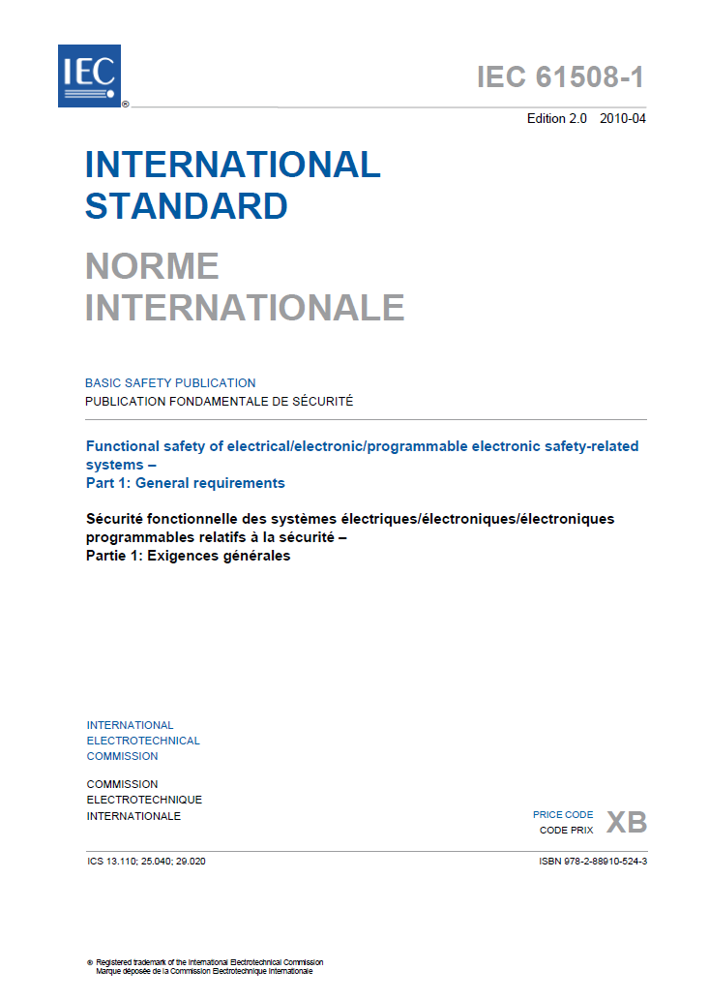 IEC
®
IEC 61508-1
Edition 2.0 2010-04
INTERNATIONAL
STANDARD
NORME
INTERNATIONALE
BASIC SAFETY PUBLICATION
PUBLICATION FONDAMENTALE DE SÉCURITÉ
Functional safety of electrical/electronic/programmable electronic safety-related
systems –
Part 1: General requirements
Sécurité fonctionnelle des systèmes électriques/électroniques/électroniques
programmables relatifs à la sécurité –
Partie 1: Exigences générales
INTERNATIONAL
ELECTROTECHNICAL
COMMISSION
COMMISSION
ELECTROTECHNIQUE
INTERNATIONALE
PRICE CODE
CODE PRIX
XB
ICS 13.110; 25.040; 29.020
ISBN 978-2-88910-524-3
® Registered trademark of the International Electrotechnical Commission
Marque déposée de la Commission Electrotechnique Internationale